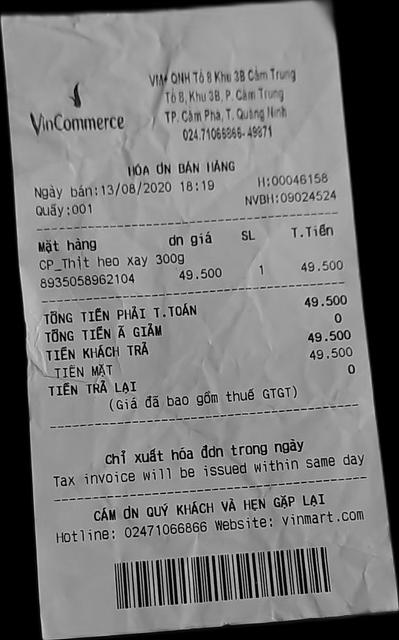 VinCommerce
VM+ QNH Tổ 8 Khu 3B Cẩm Trung
Tổ 8, Khu 3B, P. Cẩm Trung
TP. Cẩm Phả, T. Quảng Ninh
024.71066866-49871
HÓA ƠN BÁN HÀNG
Ngày bán:13/08/2020 18:19 H:00046158
Quầy:001 NVBH:09024524
Mặt hàng ơn giá SL T.Tiền
CP_Thịt heo xay 300g
8935058962104 49.500 1 49.500
TỔNG TIỀN PHẢI T.TOÁN 49.500
TỔNG TIỀN Ã GIẢM 0
TIỀN KHÁCH TRẢ 49.500
TIỀN MẶT 49.500
TIỀN TRẢ LẠI 0
(Giá đã bao gồm thuế GTGT)
Chỉ xuất hóa đơn trong ngày
Tax invoice will be issued within same day
CÁM ƠN QUÝ KHÁCH VÀ HẸN GẶP LẠI
Hotline: 02471066866 Website: vinmart.com